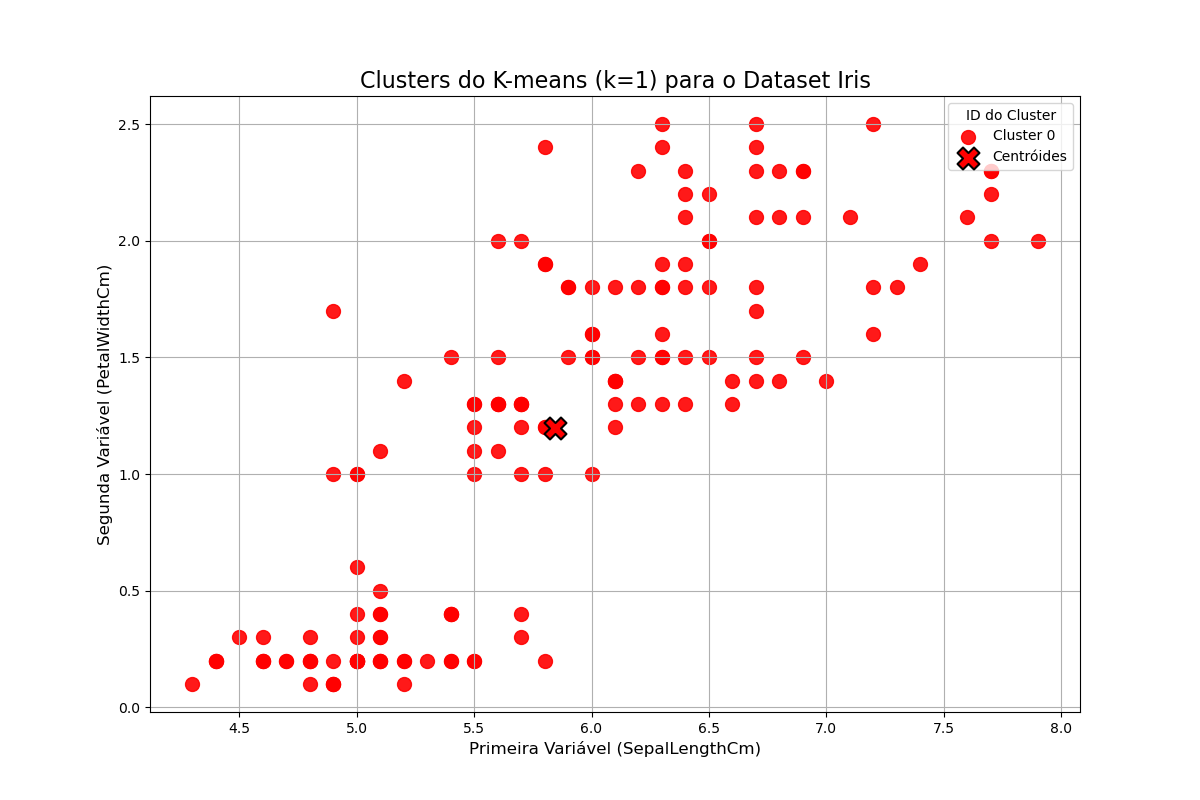 Clusters do K-means (k=1) para o Dataset Iris
ID do Cluster
Cluster 0
Centróides
2.5
2.0
1.5
1.0
0.5
0.0
Segunda Variável (PetalWidthCm)
4.5 5.0 5.5 6.0 6.5 7.0 7.5 8.0
Primeira Variável (SepalLengthCm)